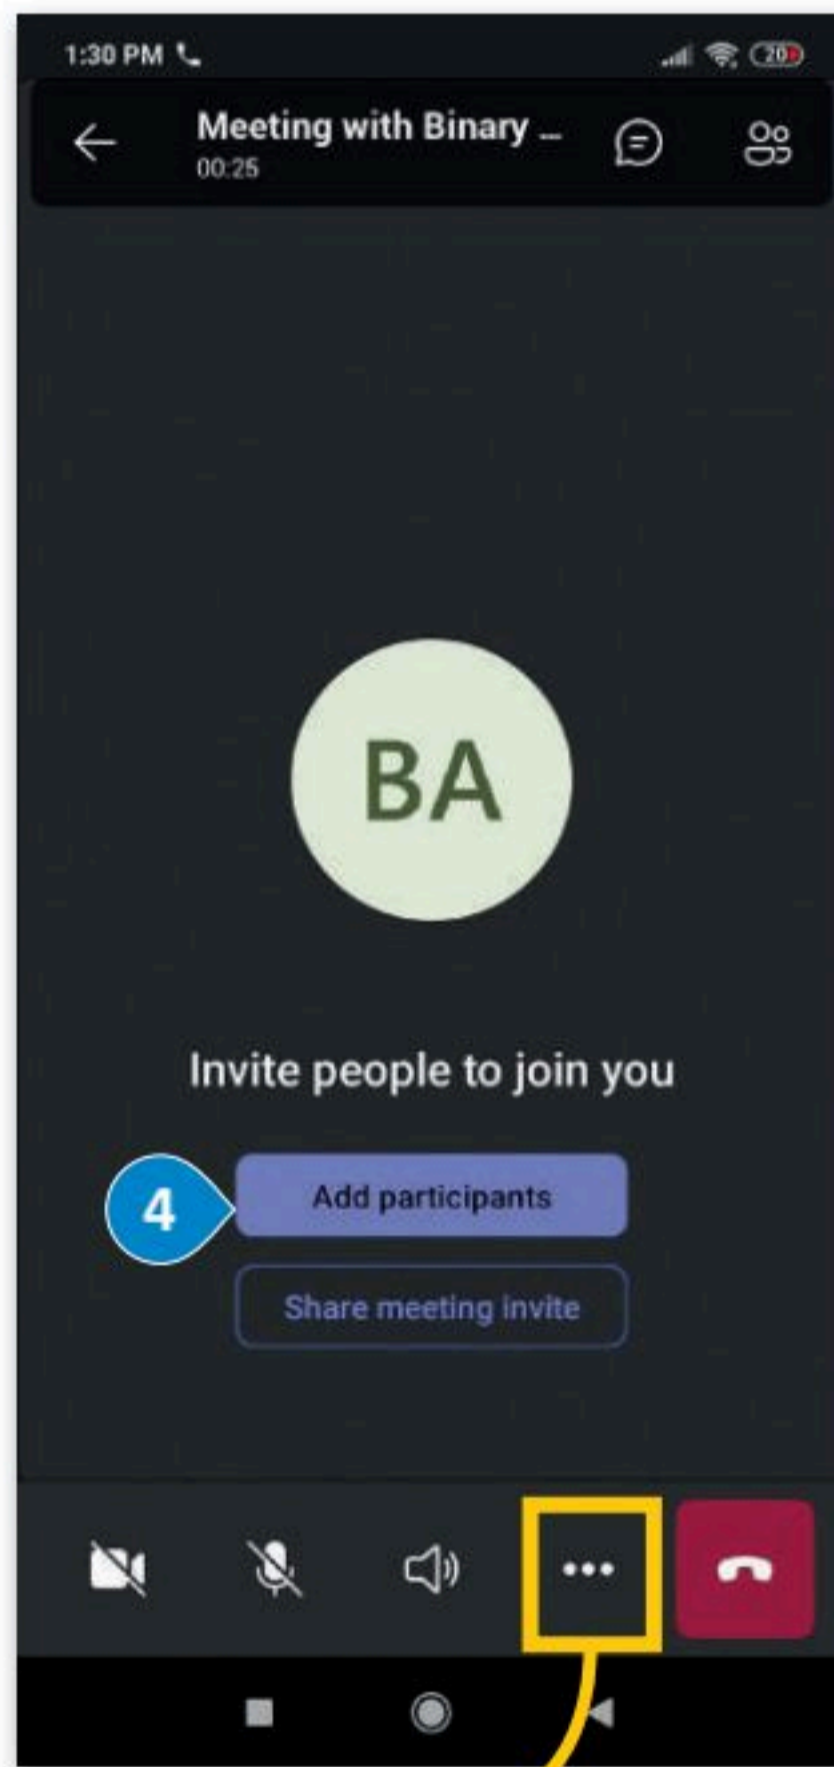 1:30 PM
20
Meeting with Binary ...
00:25
BA
Invite people to join you
4
Add participants
Share meeting invite